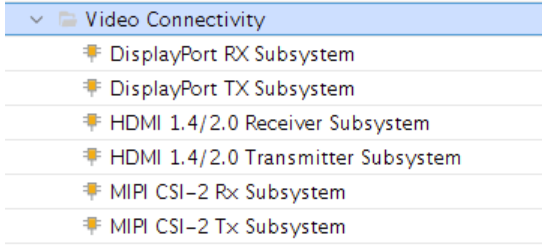 Video Connectivity
DisplayPort RX Subsystem
DisplayPort TX Subsystem
HDMI 1.4/2.0 Receiver Subsystem
HDMI 1.4/2.0 Transmitter Subsystem
MIPI CSI-2 Rx Subsystem
MIPI CSI-2 Tx Subsystem